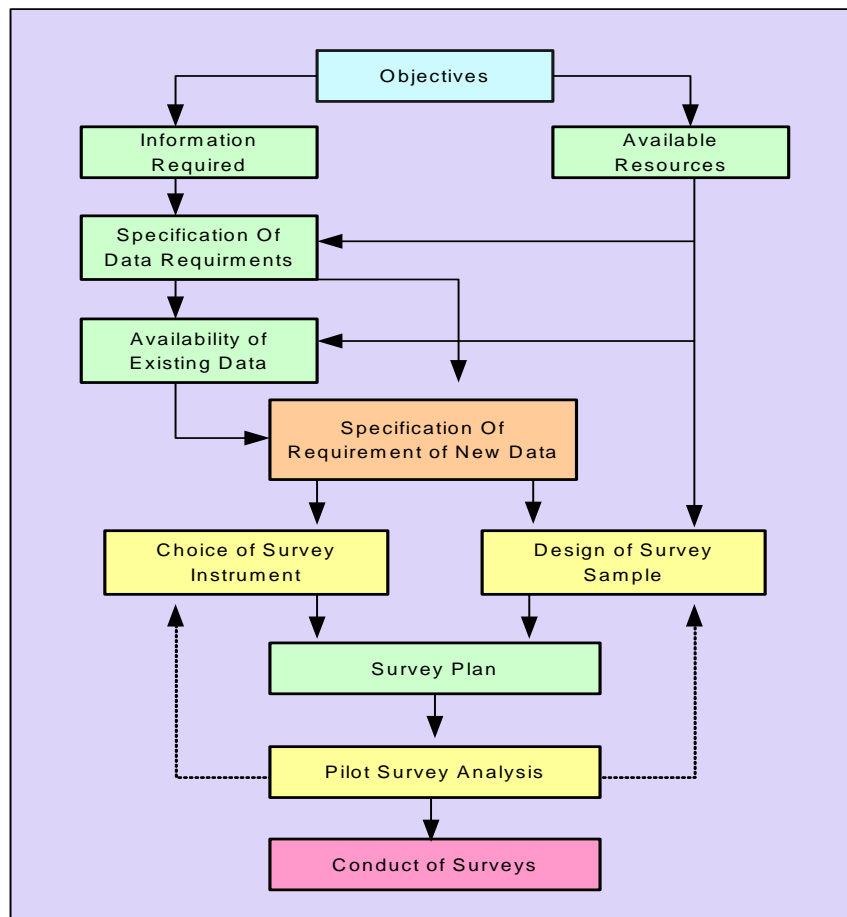 Objectives
Information
Required
Available
Resources
Specification Of
Data Requirments
Availability of
Existing Data
Specification Of
Requirement of New Data
Choice of Survey
Instrument
Design of Survey
Sample
Survey Plan
Pilot Survey Analysis
Conduct of Surveys